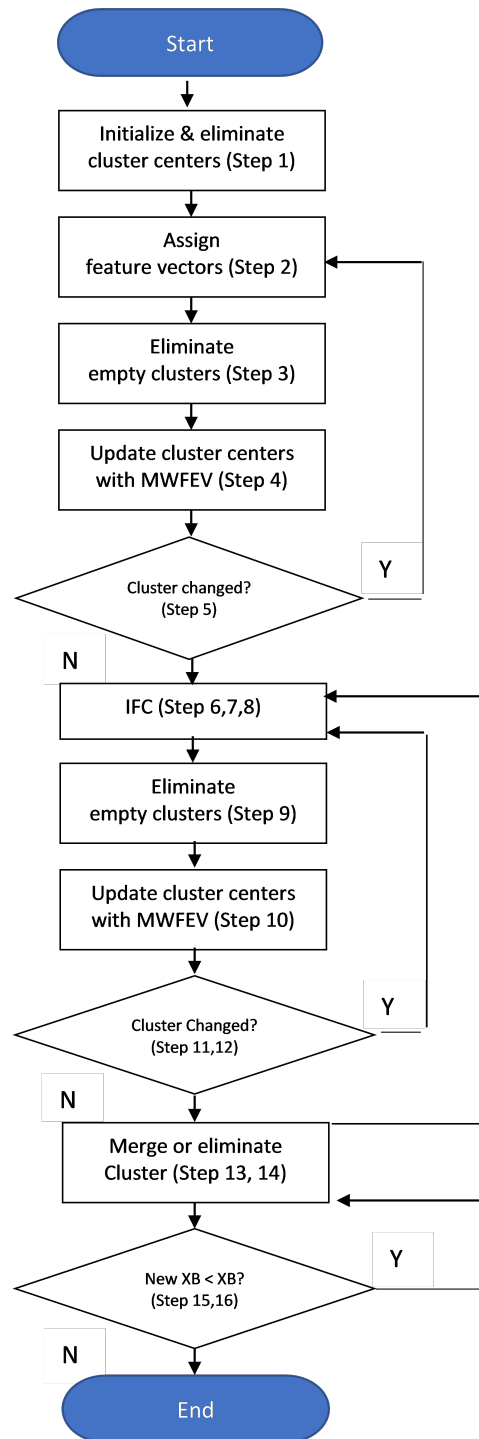 Start
Initialize & eliminate
cluster centers (Step 1)
Assign
feature vectors (Step 2)
Eliminate
empty clusters (Step 3)
Update cluster centers
with MWFEV (Step 4)
Y
Cluster changed?
(Step 5)
N
IFC (Step 6,7,8)
Eliminate
empty clusters (Step 9)
Update cluster centers
with MWFEV (Step 10)
Y
Cluster Changed?
(Step 11,12)
N
Merge or eliminate
Cluster (Step 13, 14)
Y
New XB < XB?
(Step 15,16)
N
End